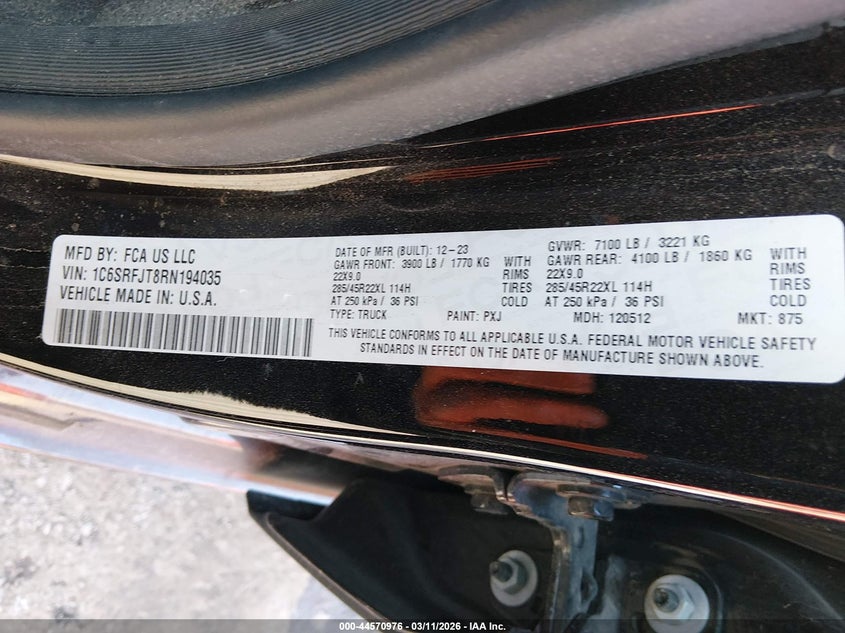 MFD BY: FCA US LLC
VIN: 1C6SRFJT8RN194035
VEHICLE MADE IN: U.S.A.
DATE OF MFR (BUILT): 12-23
GAWR FRONT: 3900 LB / 1770 KG WITH
22X9.0 RIMS
285/45R22XL 114H TIRES
AT 250 kPa / 36 PSI COLD
GVWR: 7100 LB / 3221 KG
GAWR REAR: 4100 LB / 1860 KG WITH
22X9.0 RIMS
285/45R22XL 114H TIRES
AT 250 kPa / 36 PSI COLD
TYPE: TRUCK PAINT: PXJ MDH: 120512 MKT: 875
THIS VEHICLE CONFORMS TO ALL APPLICABLE U.S.A. FEDERAL MOTOR VEHICLE SAFETY
STANDARDS IN EFFECT ON THE DATE OF MANUFACTURE SHOWN ABOVE.
000-44570976 - 03/11/2026 - IAA Inc.